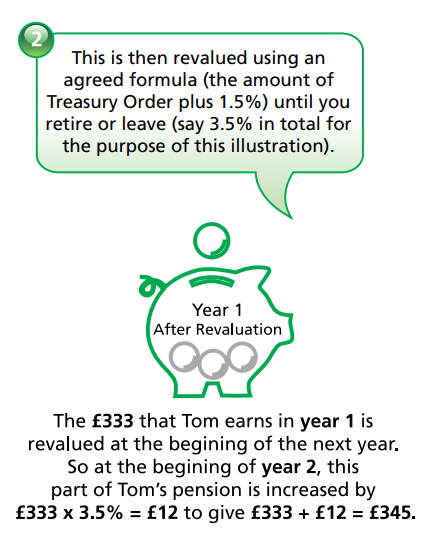 2
This is then revalued using an
agreed formula (the amount of
Treasury Order plus 1.5%) until you
retire or leave (say 3.5% in total for
the purpose of this illustration).
Year 1
After Revaluation
The £333 that Tom earns in year 1 is
revalued at the begining of the next year.
So at the begining of year 2, this
part of Tom’s pension is increased by
£333 x 3.5% = £12 to give £333 + £12 = £345.